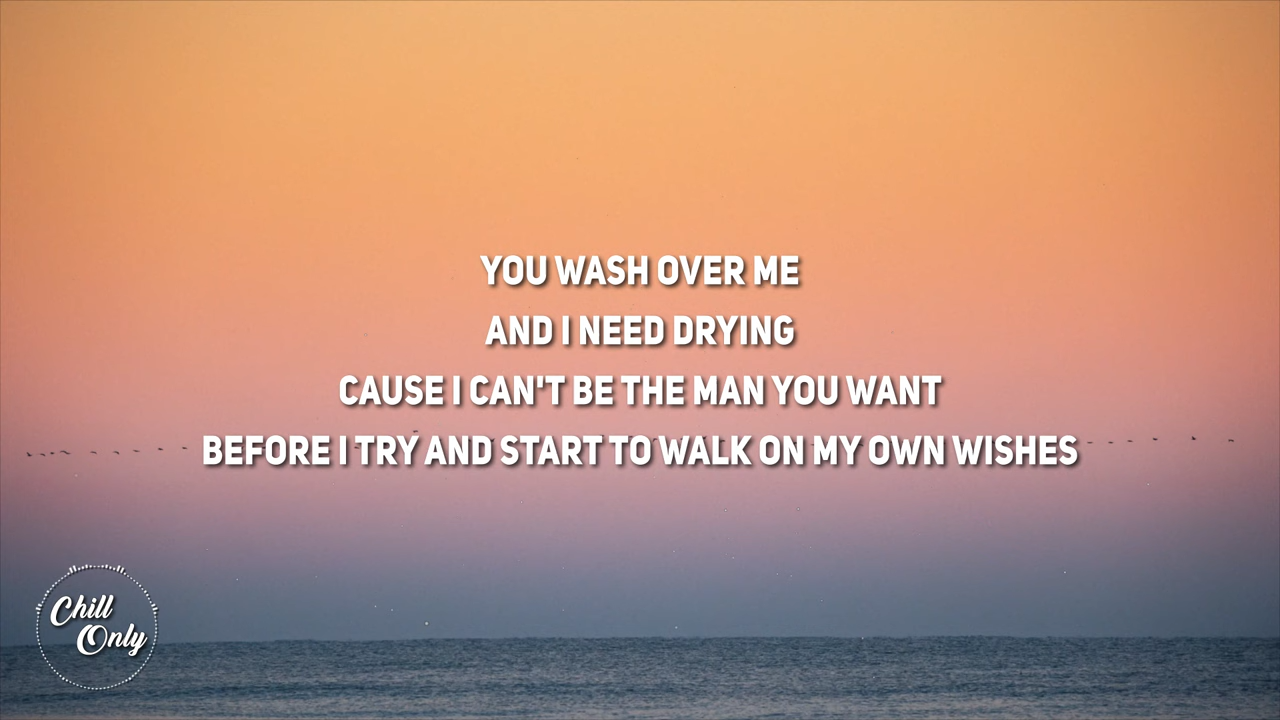 YOU WASH OVER ME
AND I NEED DRYING
CAUSE I CAN'T BE THE MAN YOU WANT
BEFORE I TRY AND START TO WALK ON MY OWN WISHES
Chill
Only